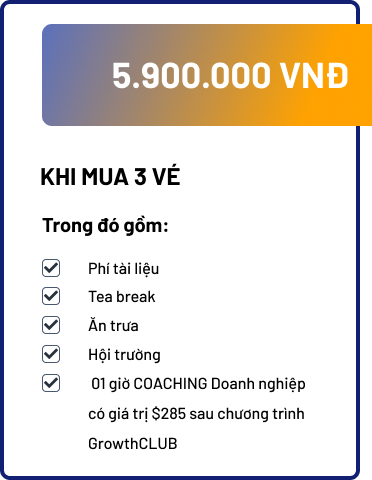 5.900.000 VNĐ
KHI MUA 3 VÉ
Trong đó gồm:
Phí tài liệu
Tea break
Ăn trưa
Hội trường
01 giờ COACHING Doanh nghiệp
có giá trị $285 sau chương trình
GrowthCLUB